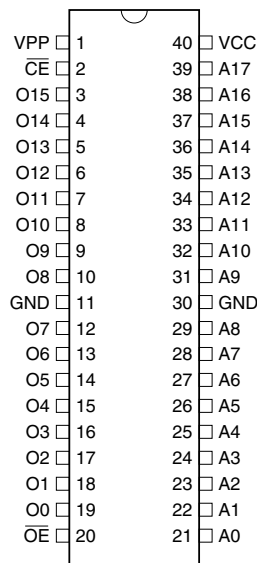 VPP 1 40 VCC
C̅E̅ 2 39 A17
O15 3 38 A16
O14 4 37 A15
O13 5 36 A14
O12 6 35 A13
O11 7 34 A12
O10 8 33 A11
O9 9 32 A10
O8 10 31 A9
GND 11 30 GND
O7 12 29 A8
O6 13 28 A7
O5 14 27 A6
O4 15 26 A5
O3 16 25 A4
O2 17 24 A3
O1 18 23 A2
O0 19 22 A1
O̅E̅ 20 21 A0